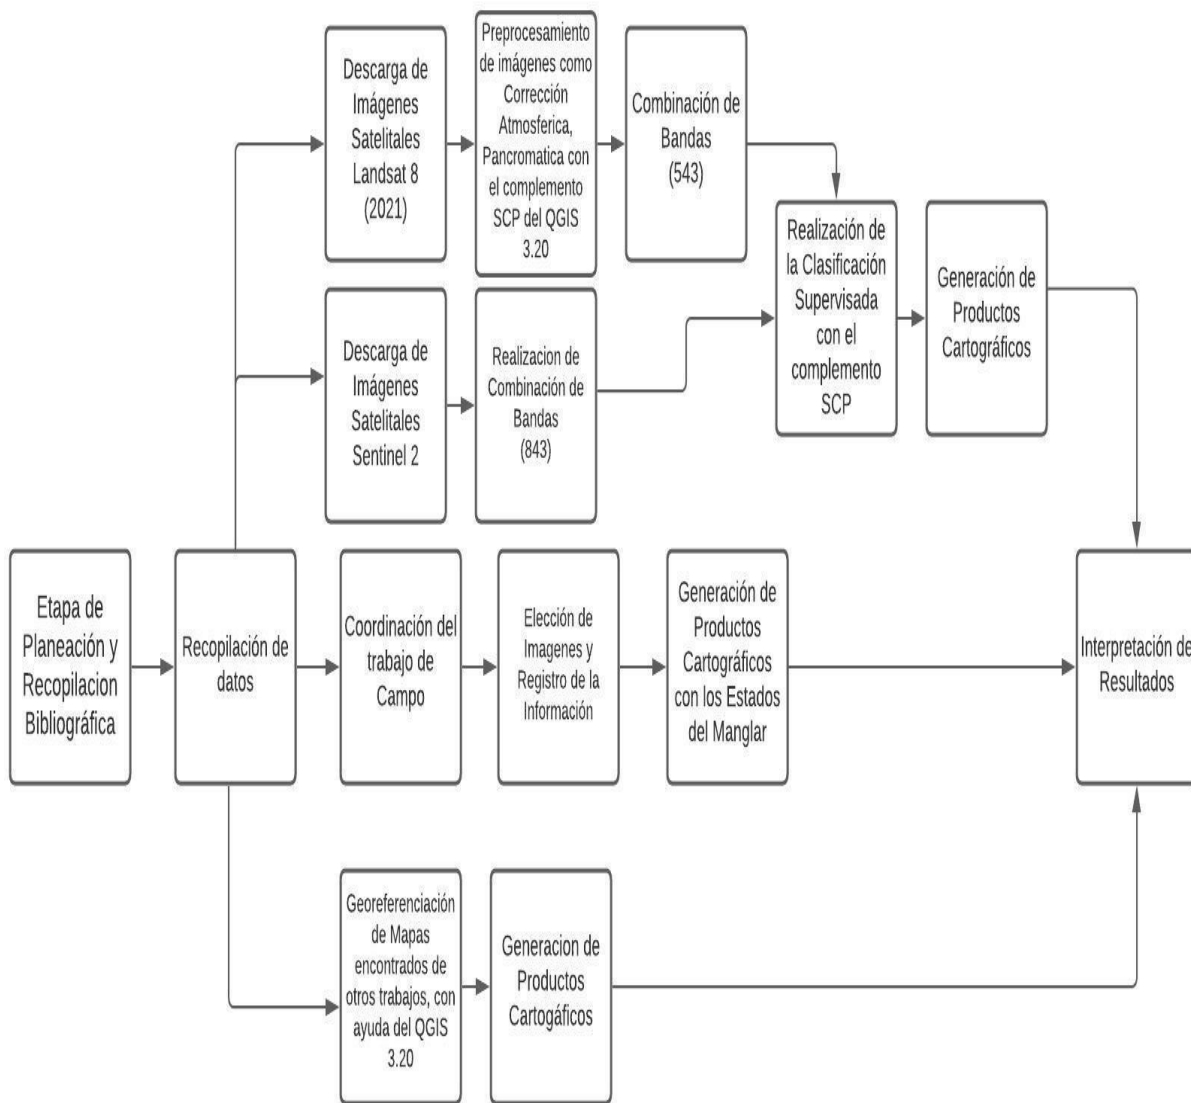 Descarga de
Imágenes
Satelitales
Landsat 8
(2021)
Preprocesamiento
de imágenes como
Corrección
Atmosferica,
Pancromatica con
el complemento
SCP del QGIS
3.20
Combinación de
Bandas
(543)
Realización de
la Clasificación
Supervisada
con el
complemento
SCP
Generación de
Productos
Cartográficos
Descarga de
Imágenes
Satelitales
Sentinel 2
Realizacion de
Combinación de
Bandas
(843)
Etapa de
Planeación y
Recopilacion
Bibliográfica
Recopilación de
datos
Coordinación del
trabajo de
Campo
Elección de
Imagenes y
Registro de la
Información
Generación de
Productos
Cartográficos
con los Estados
del Manglar
Interpretación de
Resultados
Georeferenciación
de Mapas
encontrados de
otros trabajos, con
ayuda del QGIS
3.20
Generacion de
Productos
Cartogáficos